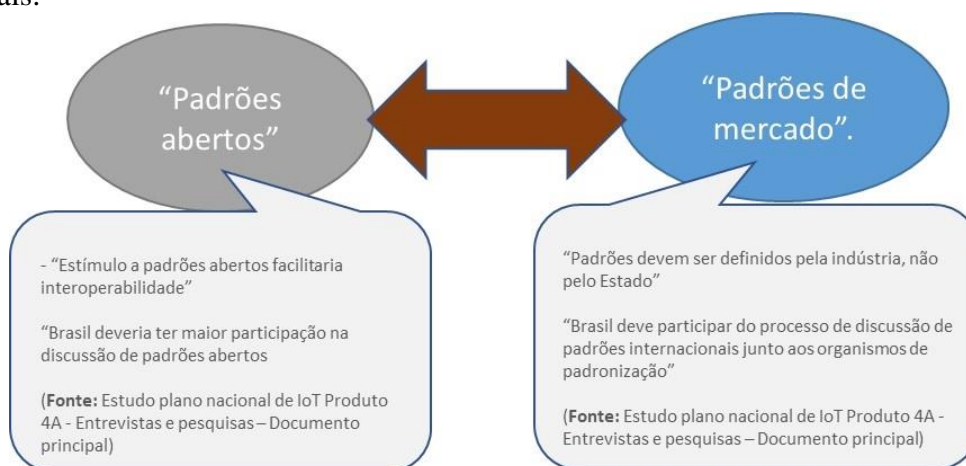 ais.
“Padrões
abertos”
“Padrões de
mercado”.
- “Estímulo a padrões abertos facilitaria
interoperabilidade”
“Brasil deveria ter maior participação na
discussão de padrões abertos
(Fonte: Estudo plano nacional de IoT Produto
4A - Entrevistas e pesquisas – Documento
principal)
“Padrões devem ser definidos pela indústria, não
pelo Estado”
“Brasil deve participar do processo de discussão de
padrões internacionais junto aos organismos de
padronização”
(Fonte: Estudo plano nacional de IoT Produto 4A -
Entrevistas e pesquisas – Documento principal)